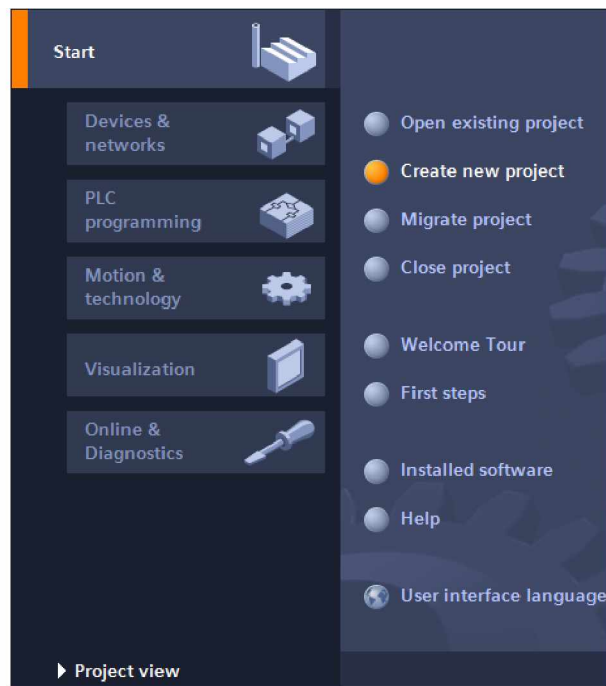 Start
Devices &
networks
PLC
programming
Motion &
technology
Visualization
Online &
Diagnostics
Project view
Open existing project
Create new project
Migrate project
Close project
Welcome Tour
First steps
Installed software
Help
User interface language